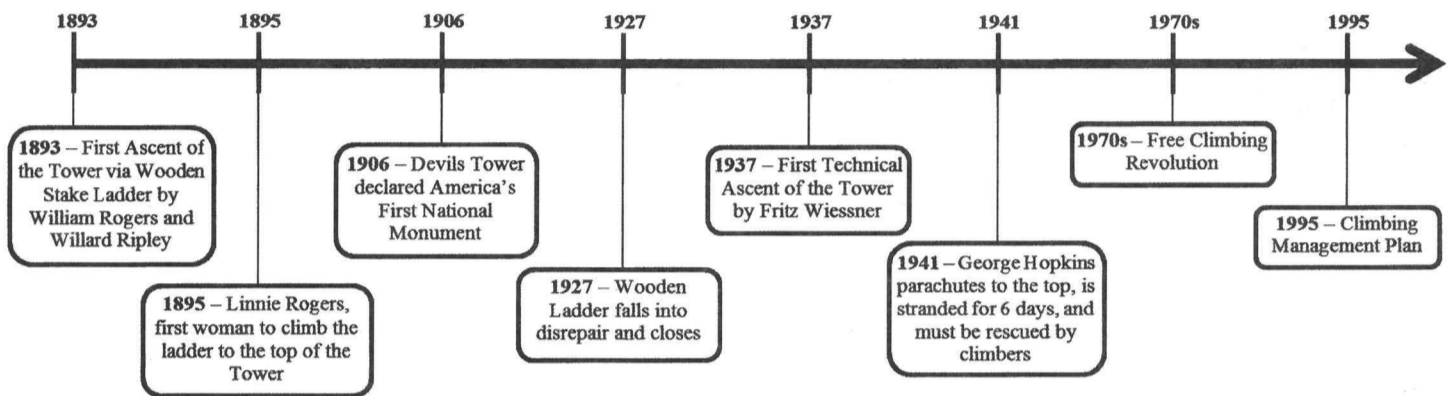 1893
1895
1906
1927
1937
1941
1970s
1995
1893 – First Ascent of
the Tower via Wooden
Stake Ladder by
William Rogers and
Willard Ripley
1895 – Linnie Rogers,
first woman to climb the
ladder to the top of the
Tower
1906 – Devils Tower
declared America's
First National
Monument
1927 – Wooden
Ladder falls into
disrepair and closes
1937 – First Technical
Ascent of the Tower
by Fritz Wiessner
1941 – George Hopkins
parachutes to the top, is
stranded for 6 days, and
must be rescued by
climbers
1970s – Free Climbing
Revolution
1995 – Climbing
Management Plan